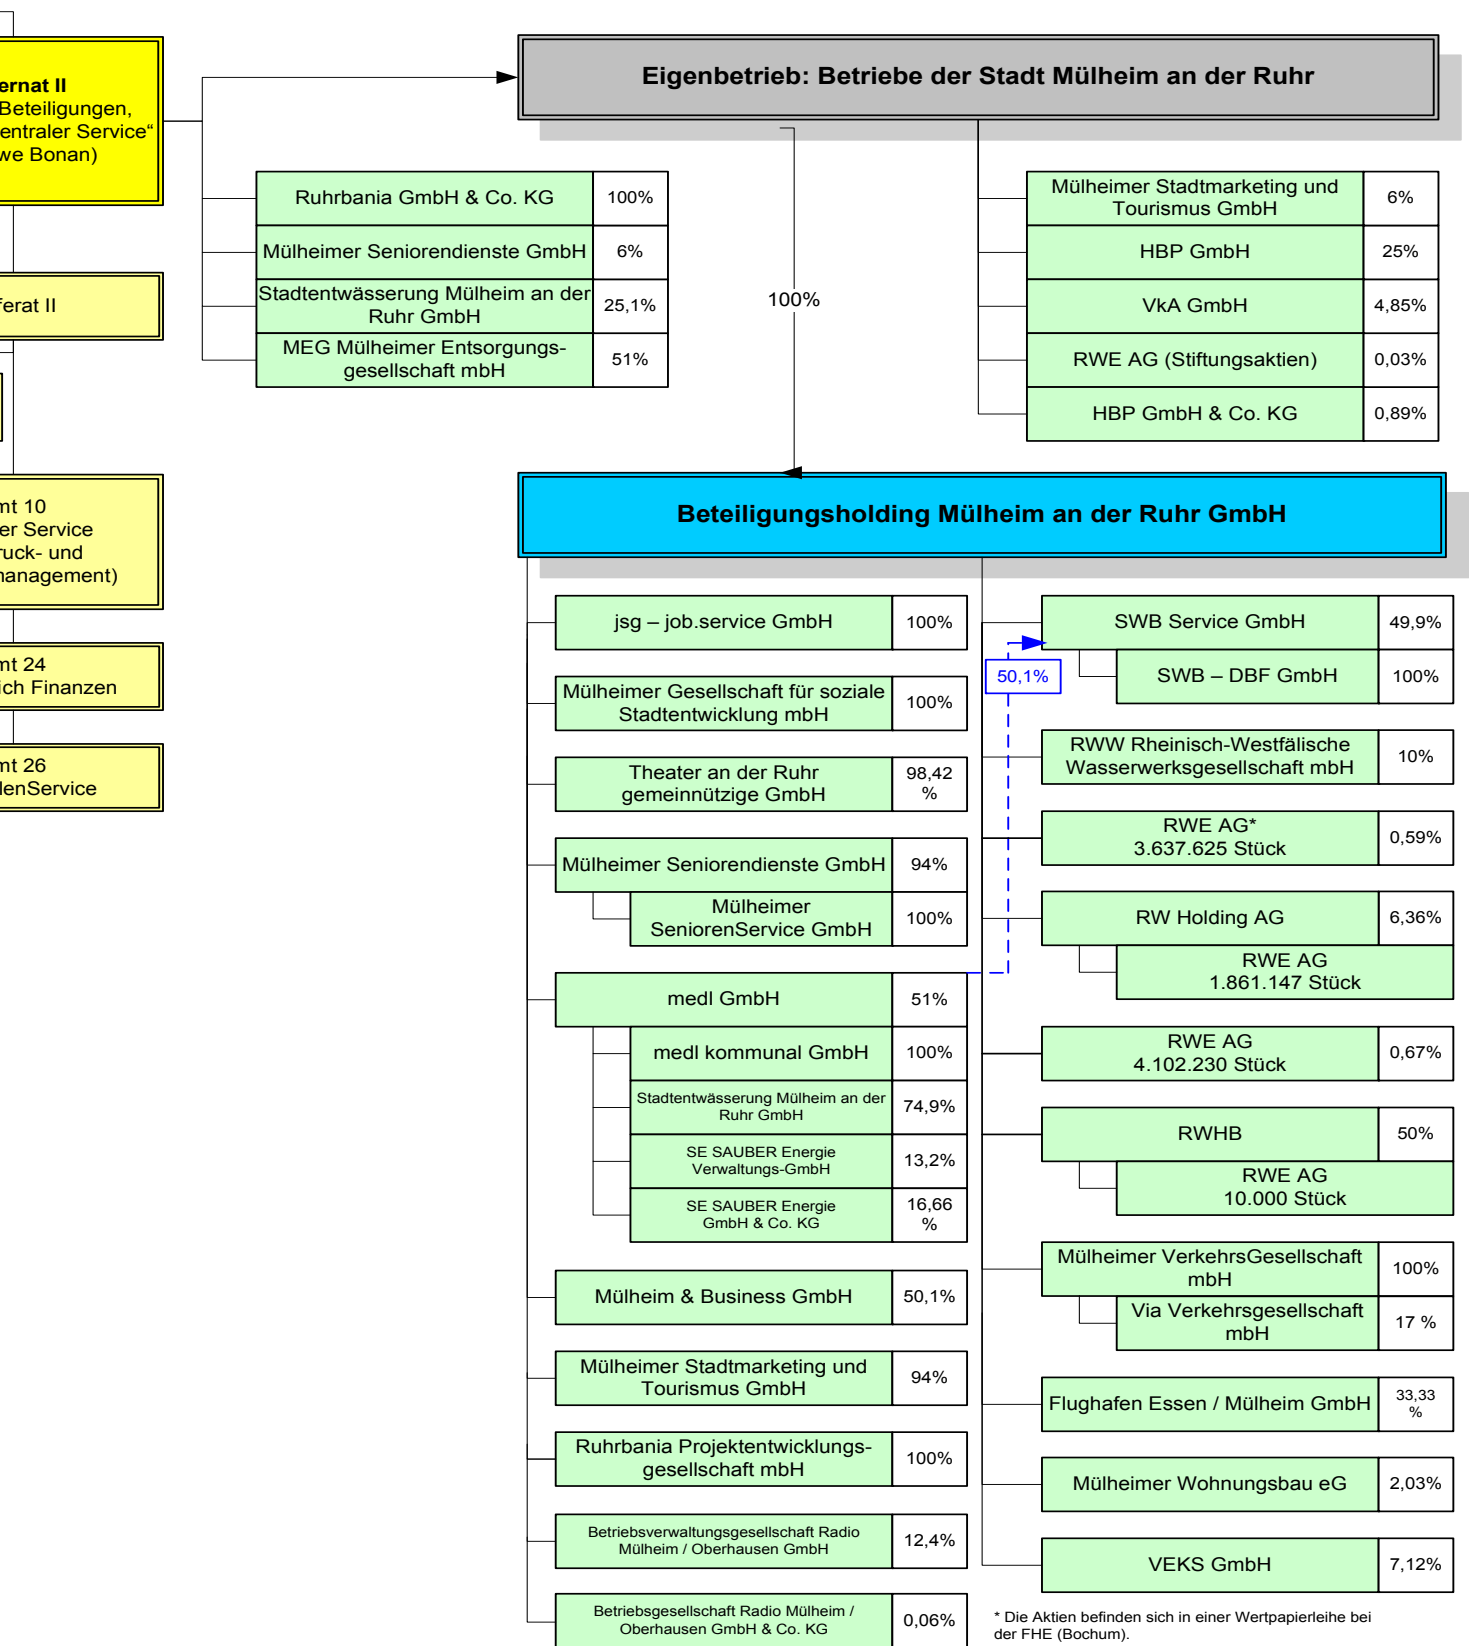 ernat II
Beteiligungen,
entraler Service“
we Bonan)
ferat II
mt 10
er Service
ruck- und
management)
mt 24
ich Finanzen
mt 26
lenService
Eigenbetrieb: Betriebe der Stadt Mülheim an der Ruhr
Ruhrbania GmbH & Co. KG 100%
Mülheimer Seniorendienste GmbH 6%
Stadtentwässerung Mülheim an der
Ruhr GmbH 25,1%
MEG Mülheimer Entsorgungs-
gesellschaft mbH 51%
100%
Mülheimer Stadtmarketing und
Tourismus GmbH 6%
HBP GmbH 25%
VkA GmbH 4,85%
RWE AG (Stiftungsaktien) 0,03%
HBP GmbH & Co. KG 0,89%
Beteiligungsholding Mülheim an der Ruhr GmbH
jsg – job.service GmbH 100%
Mülheimer Gesellschaft für soziale
Stadtentwicklung mbH 100%
Theater an der Ruhr
gemeinnützige GmbH
98,42
%
Mülheimer Seniorendienste GmbH 94%
Mülheimer
SeniorenService GmbH 100%
medl GmbH 51%
medl kommunal GmbH 100%
Stadtentwässerung Mülheim an der
Ruhr GmbH 74,9%
SE SAUBER Energie
Verwaltungs-GmbH 13,2%
SE SAUBER Energie
GmbH & Co. KG
16,66
%
Mülheim & Business GmbH 50,1%
Mülheimer Stadtmarketing und
Tourismus GmbH 94%
Ruhrbania Projektentwicklungs-
gesellschaft mbH 100%
Betriebsverwaltungsgesellschaft Radio
Mülheim / Oberhausen GmbH 12,4%
Betriebsgesellschaft Radio Mülheim /
Oberhausen GmbH & Co. KG 0,06%
50,1%
SWB Service GmbH 49,9%
SWB – DBF GmbH 100%
RWW Rheinisch-Westfälische
Wasserwerksgesellschaft mbH 10%
RWE AG*
3.637.625 Stück 0,59%
RW Holding AG 6,36%
RWE AG
1.861.147 Stück
RWE AG
4.102.230 Stück 0,67%
RWHB 50%
RWE AG
10.000 Stück
Mülheimer VerkehrsGesellschaft
mbH 100%
Via Verkehrsgesellschaft
mbH 17 %
Flughafen Essen / Mülheim GmbH
33,33
%
Mülheimer Wohnungsbau eG 2,03%
VEKS GmbH 7,12%
* Die Aktien befinden sich in einer Wertpapierleihe bei
der FHE (Bochum).